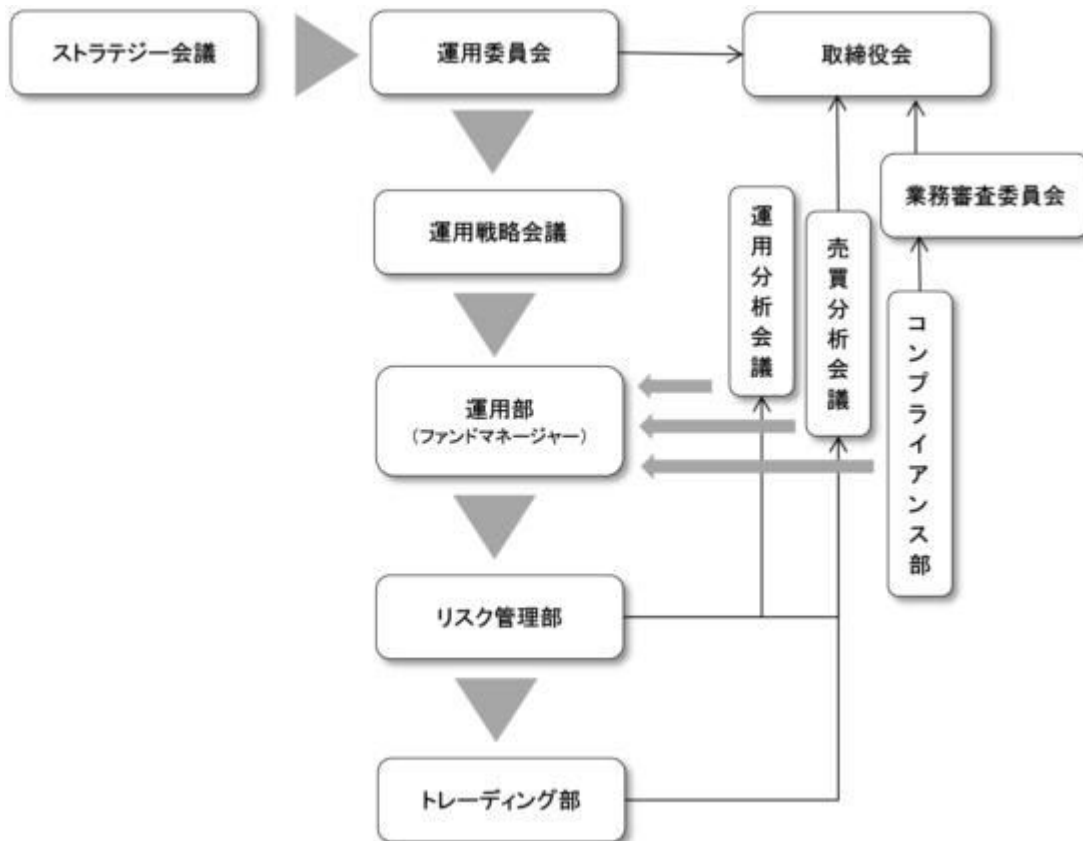 ストラテジー会議
運用委員会
取締役会
業務審査委員会
運用戦略会議
運用分析会議
売買分析会議
コンプライアンス部
運用部
(ファンドマネージャー)
リスク管理部
トレーディング部